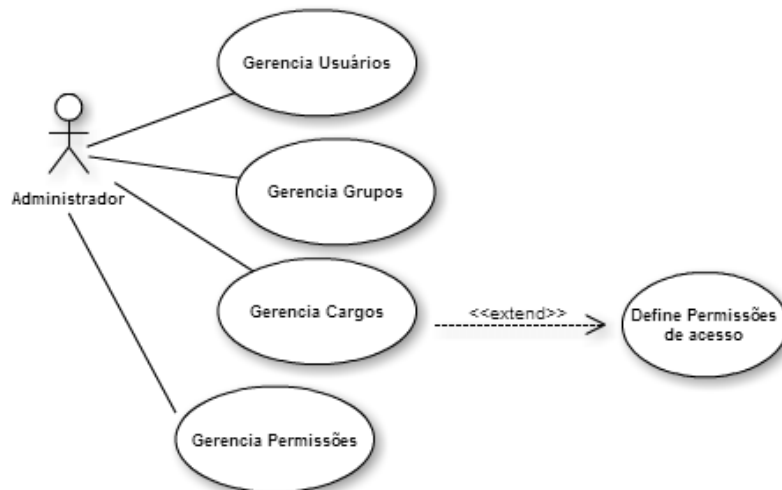 Gerencia Usuários
Administrador
Gerencia Grupos
Gerencia Cargos
<<extend>>
Define Permissões
de acesso
Gerencia Permissões